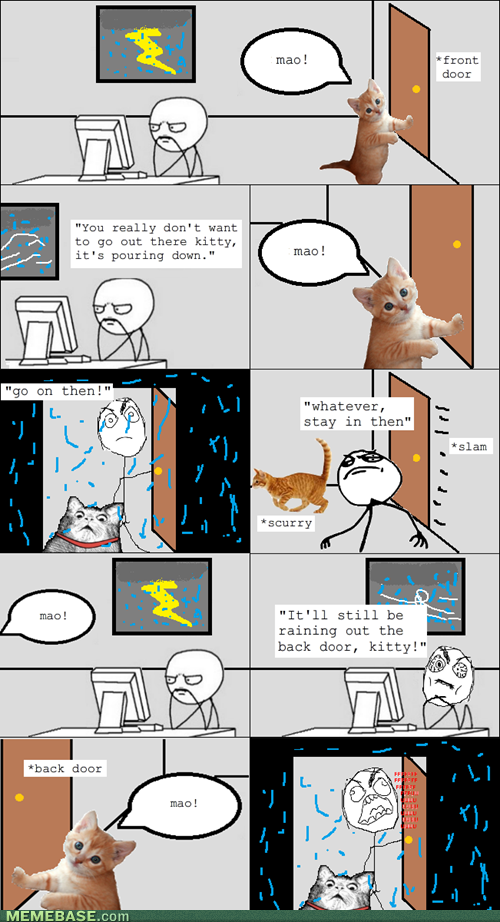 mao!
*front
door
"You really don't want
to go out there kitty,
it's pouring down."
mao!
"go on then!"
"whatever,
stay in then"
*slam
*scurry
mao!
"It'll still be
raining out the
back door, kitty!"
*back door
mao!
MEMEBASE.com